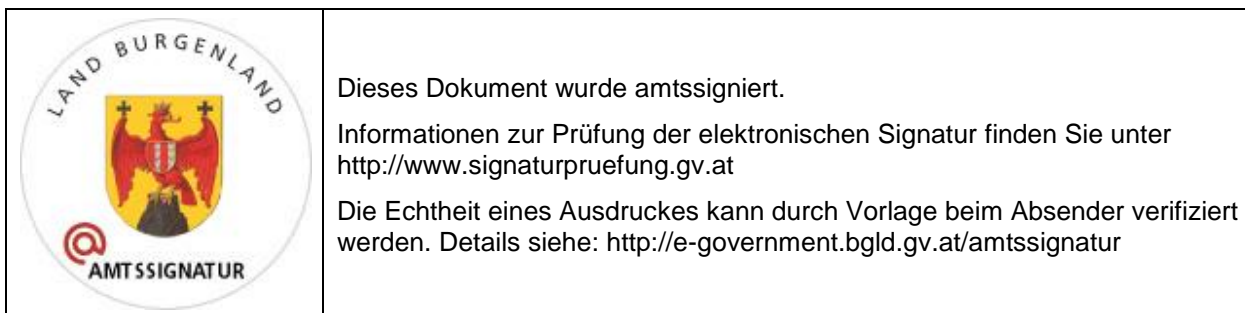 LAND BURGENLAND
@
AMTSSIGNATUR
Dieses Dokument wurde amtssigniert.
Informationen zur Prüfung der elektronischen Signatur finden Sie unter
http://www.signaturpruefung.gv.at
Die Echtheit eines Ausdruckes kann durch Vorlage beim Absender verifiziert
werden. Details siehe: http://e-government.bgld.gv.at/amtssignatur